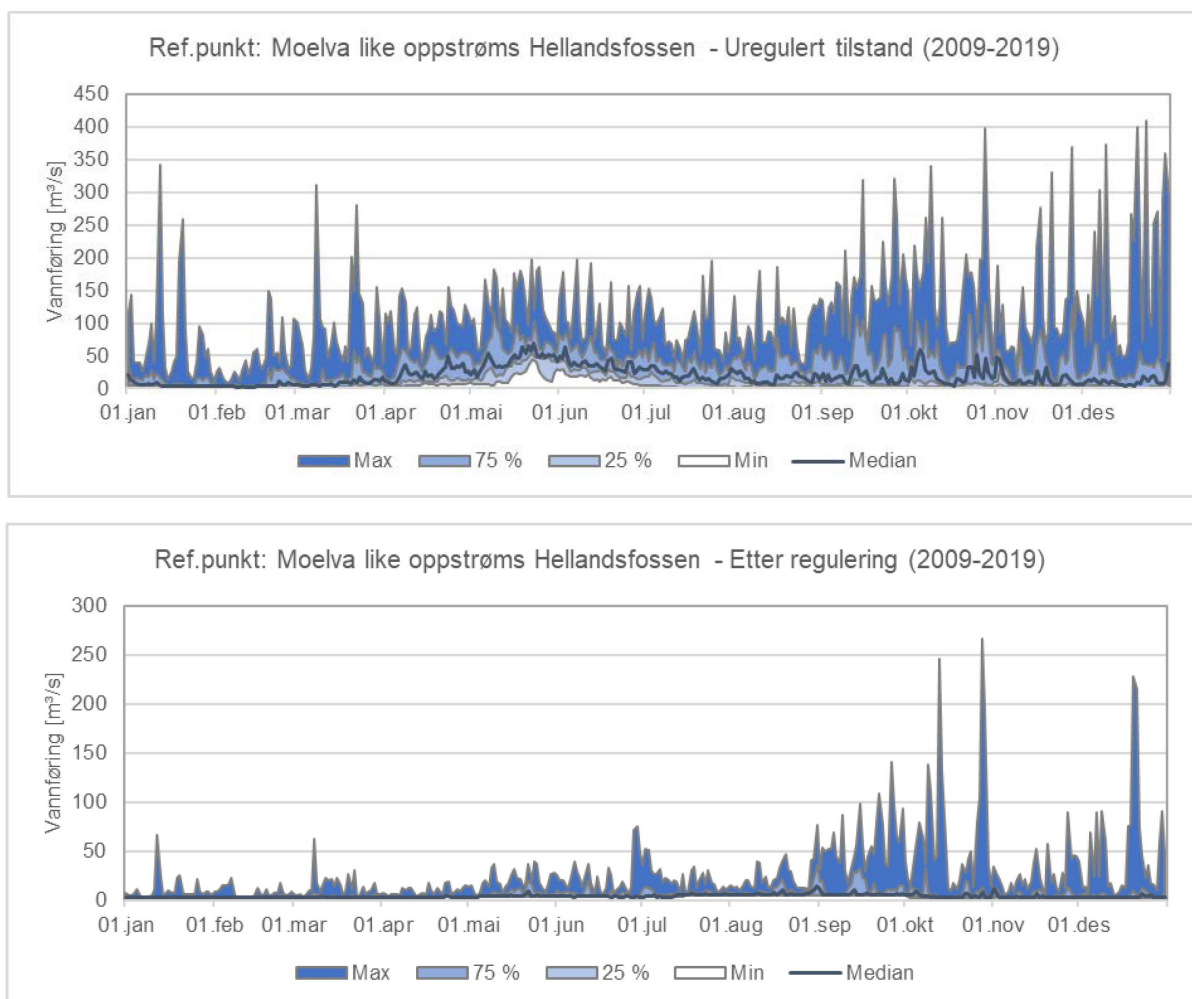 Ref.punkt: Moelva like oppstrøms Hellandsfossen - Uregulert tilstand (2009-2019)
450
400
350
300
250
200
150
100
50
0
Vannføring [m³/s]
01.jan 01.feb 01.mar 01.apr 01.mai 01.jun 01.jul 01.aug 01.sep 01.okt 01.nov 01.des
Max 75 % 25 % Min Median
Ref.punkt: Moelva like oppstrøms Hellandsfossen - Etter regulering (2009-2019)
300
250
200
150
100
50
0
Vannføring [m³/s]
01.jan 01.feb 01.mar 01.apr 01.mai 01.jun 01.jul 01.aug 01.sep 01.okt 01.nov 01.des
Max 75 % 25 % Min Median